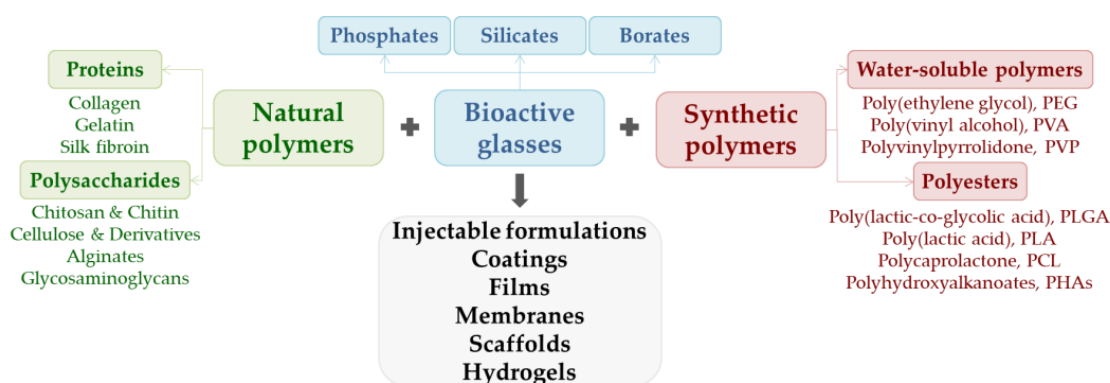 Phosphates
Silicates
Borates
Proteins
Collagen
Gelatin
Silk fibroin
Polysaccharides
Chitosan & Chitin
Cellulose & Derivatives
Alginates
Glycosaminoglycans
Natural
polymers
+
Bioactive
glasses
+
Synthetic
polymers
Water-soluble polymers
Poly(ethylene glycol), PEG
Poly(vinyl alcohol), PVA
Polyvinylpyrrolidone, PVP
Polyesters
Poly(lactic-co-glycolic acid), PLGA
Poly(lactic acid), PLA
Polycaprolactone, PCL
Polyhydroxyalkanoates, PHAs
Injectable formulations
Coatings
Films
Membranes
Scaffolds
Hydrogels